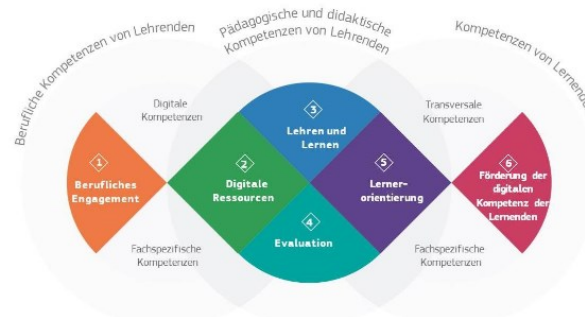 Berufliche Kompetenzen von Lehrenden
Pädagogische und didaktische
Kompetenzen von Lehrenden
Kompetenzen von Lernende
Digitale
Kompetenzen
Transversale
Kompetenzen
1
Berufliches
Engagement
2
Digitale
Ressourcen
3
Lehren und
Lernen
4
Evaluation
5
Lerner-
orientierung
6
Förderung der
digitalen
Kompetenz der
Lernenden
Fachspezifische
Kompetenzen
Fachspezifische
Kompetenzen